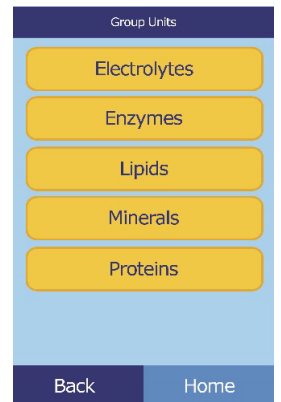 Group Units
Electrolytes
Enzymes
Lipids
Minerals
Proteins
Back Home